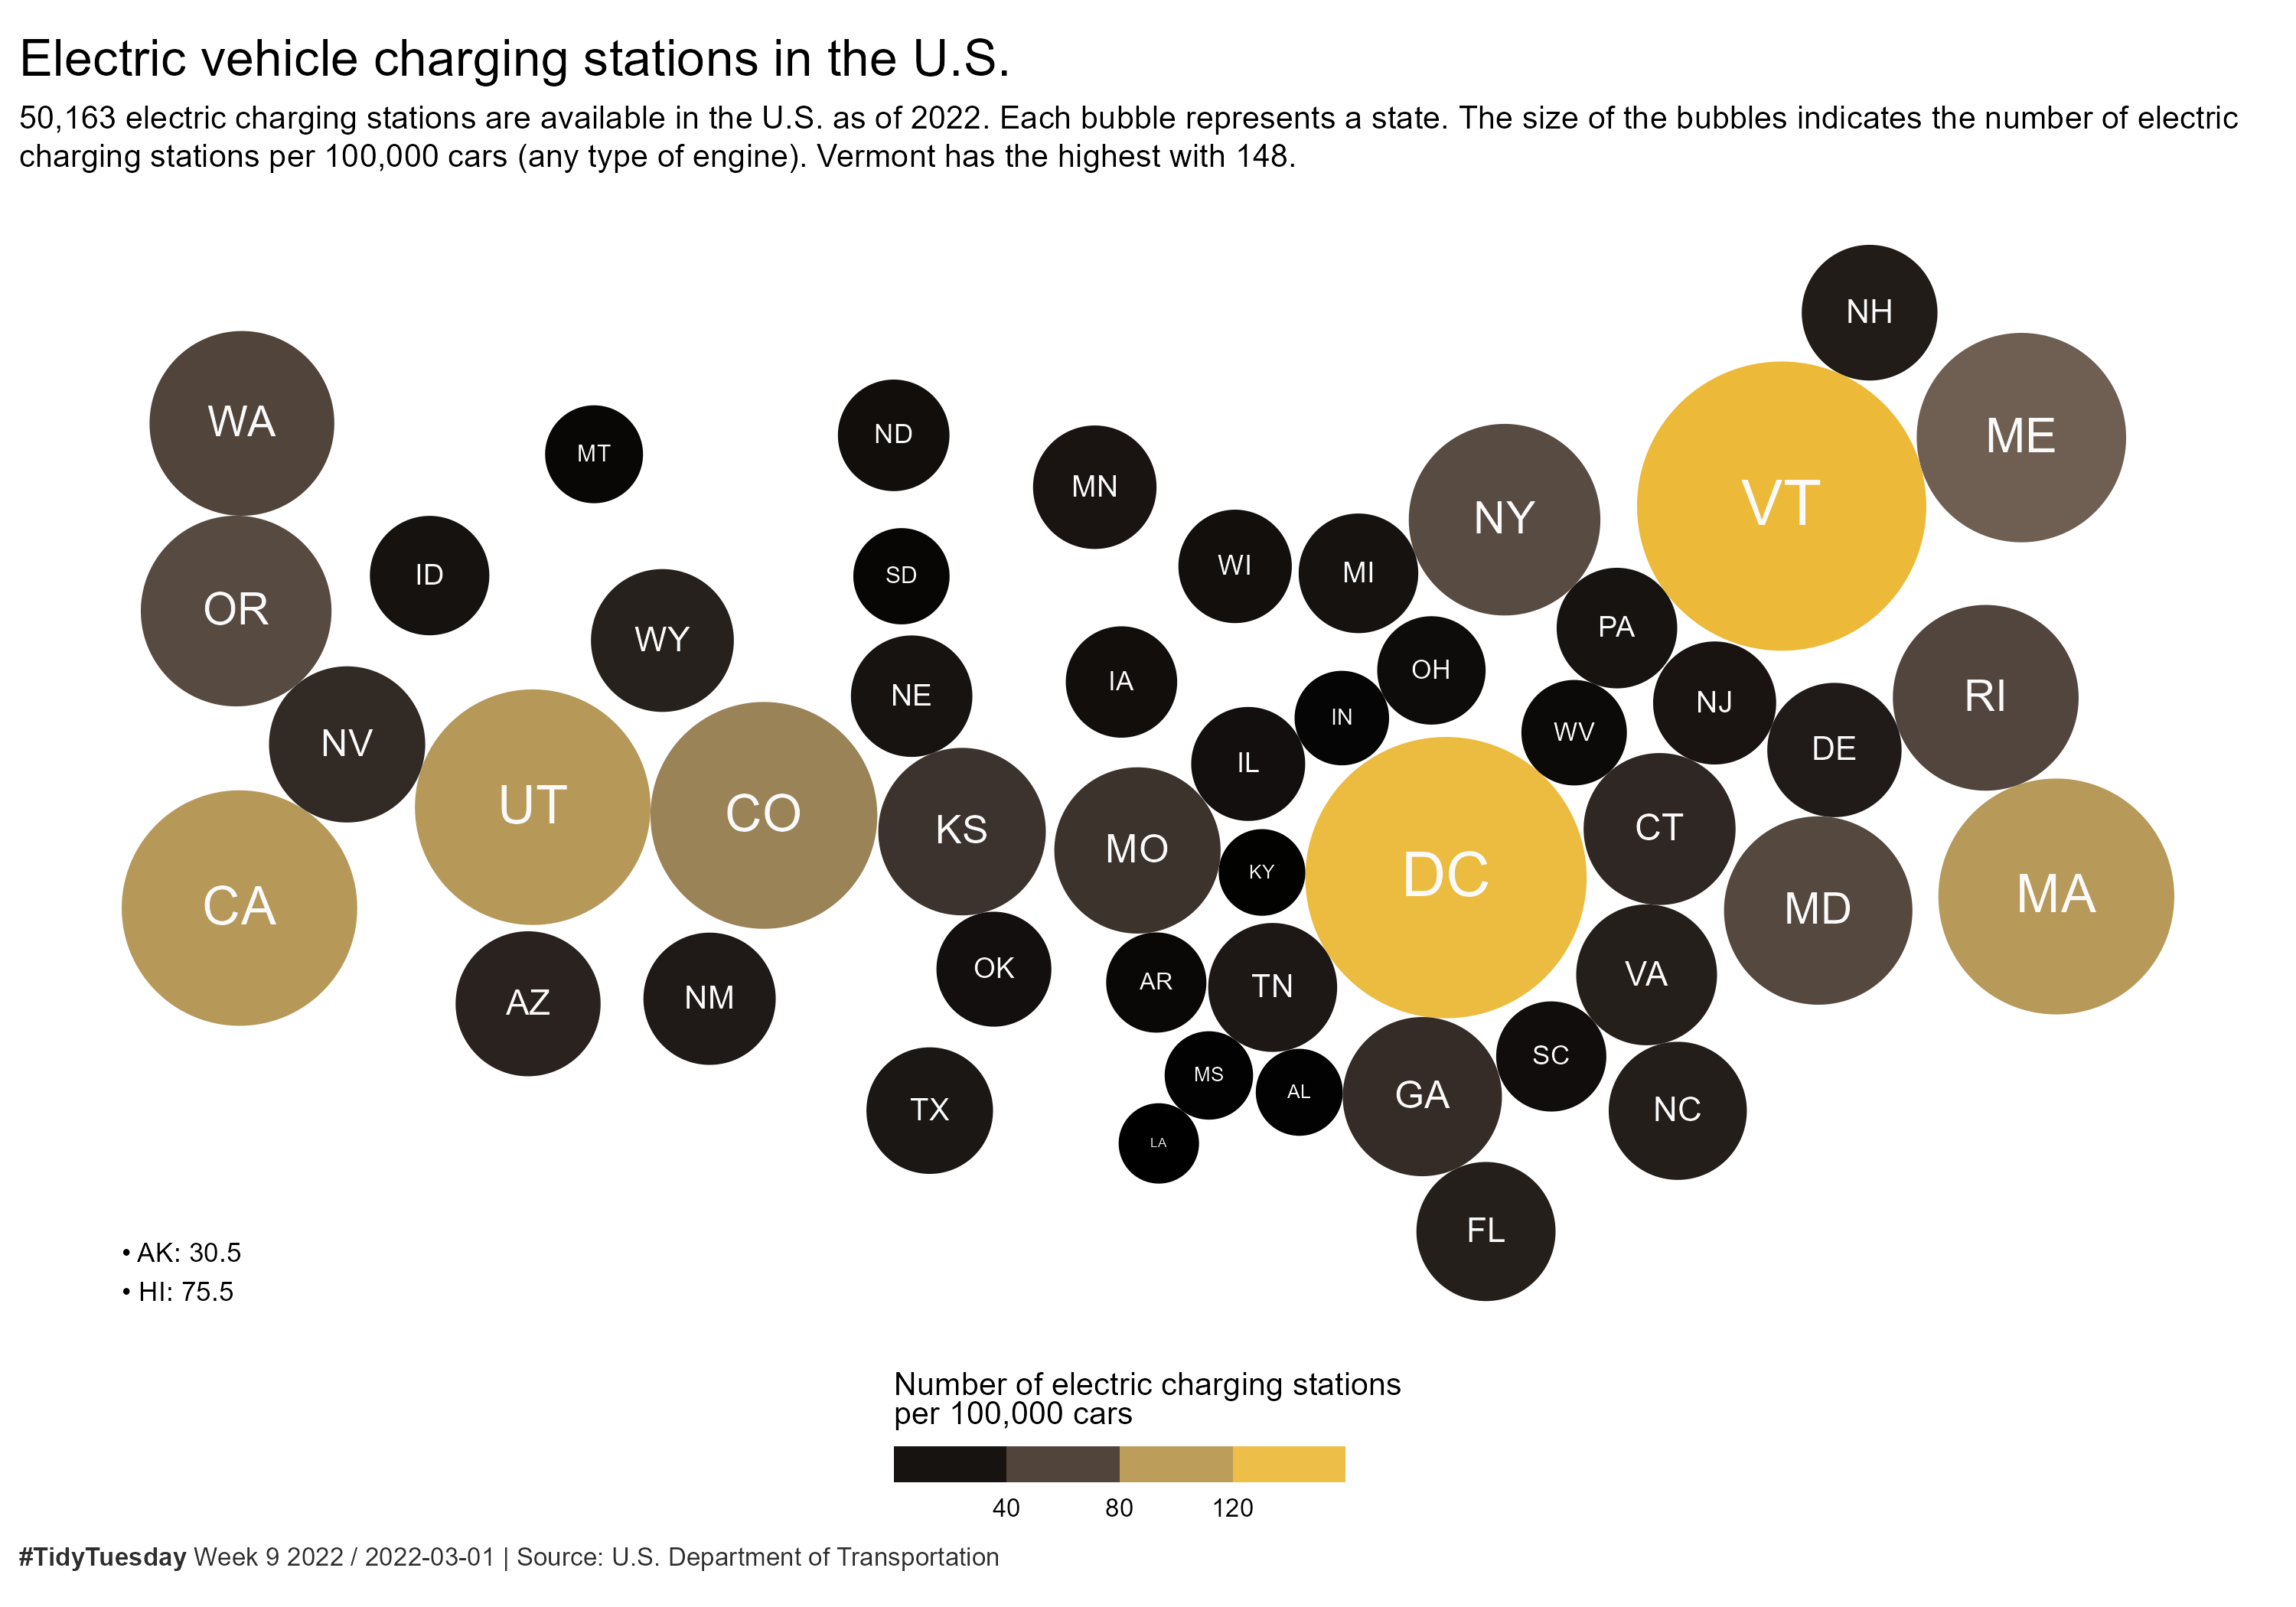 Electric vehicle charging stations in the U.S.
50,163 electric charging stations are available in the U.S. as of 2022. Each bubble represents a state. The size of the bubbles indicates the number of electric
charging stations per 100,000 cars (any type of engine). Vermont has the highest with 148.
NH
WA
ME
MT
ND
MN
NY
VT
ID
SD
WI
MI
OR
WY
PA
NE
IA
OH
NV
IN
WV
NJ
RI
UT
CO
KS
MO
IL
CT
DE
CA
KY
DC
MD
MA
AZ
NM
OK
AR
TN
VA
TX
MS
AL
GA
SC
NC
LA
FL
• AK: 30.5
• HI: 75.5
Number of electric charging stations
per 100,000 cars
40 80 120
#TidyTuesday Week 9 2022 / 2022-03-01 | Source: U.S. Department of Transportation